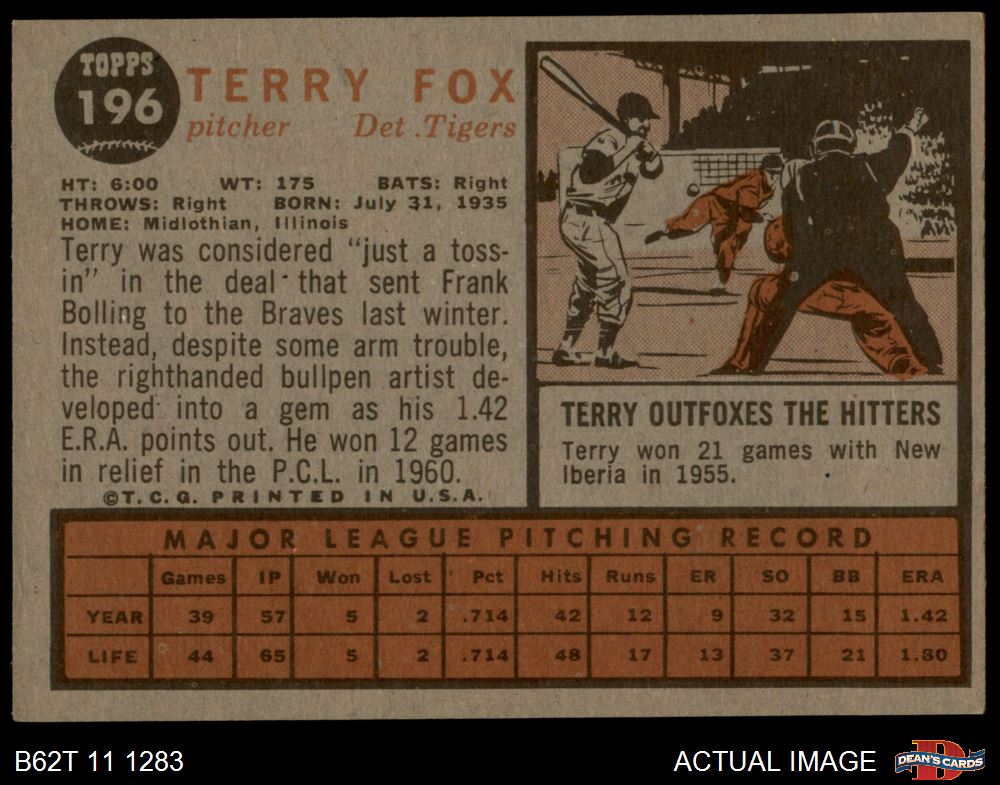 TOPPS
196
TERRY FOX
pitcher Det .Tigers
HT: 6:00 WT: 175 BATS: Right
THROWS: Right BORN: July 31, 1935
HOME: Midlothian, Illinois
Terry was considered "just a toss-
in" in the deal that sent Frank
Bolling to the Braves last winter.
Instead, despite some arm trouble,
the righthanded bullpen artist de-
veloped into a gem as his 1.42
E.R.A. points out. He won 12 games
in relief in the P.C.L. in 1960.
©T.C.G. PRINTED IN U.S.A.
TERRY OUTFOXES THE HITTERS
Terry won 21 games with New
Iberia in 1955.
MAJOR LEAGUE PITCHING RECORD
Games IP Won Lost Pct Hits Runs ER SO BB ERA
YEAR 39 57 5 2 .714 42 12 9 32 15 1.42
LIFE 44 65 5 2 .714 48 17 13 37 21 1.80
B62T 11 1283 ACTUAL IMAGE DEAN'S CARDS